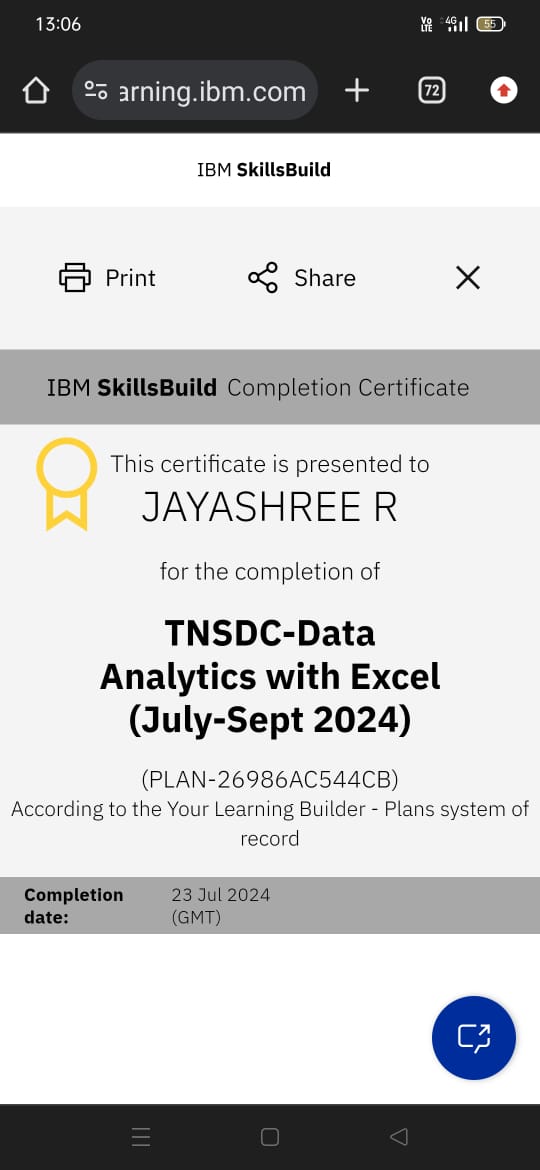 13:06
Vo LTE 4G 55
arning.ibm.com
72
IBM SkillsBuild
Print
Share
IBM SkillsBuild Completion Certificate
This certificate is presented to
JAYASHREE R
for the completion of
TNSDC-Data
Analytics with Excel
(July-Sept 2024)
(PLAN-26986AC544CB)
According to the Your Learning Builder - Plans system of
record
Completion 23 Jul 2024
date: (GMT)